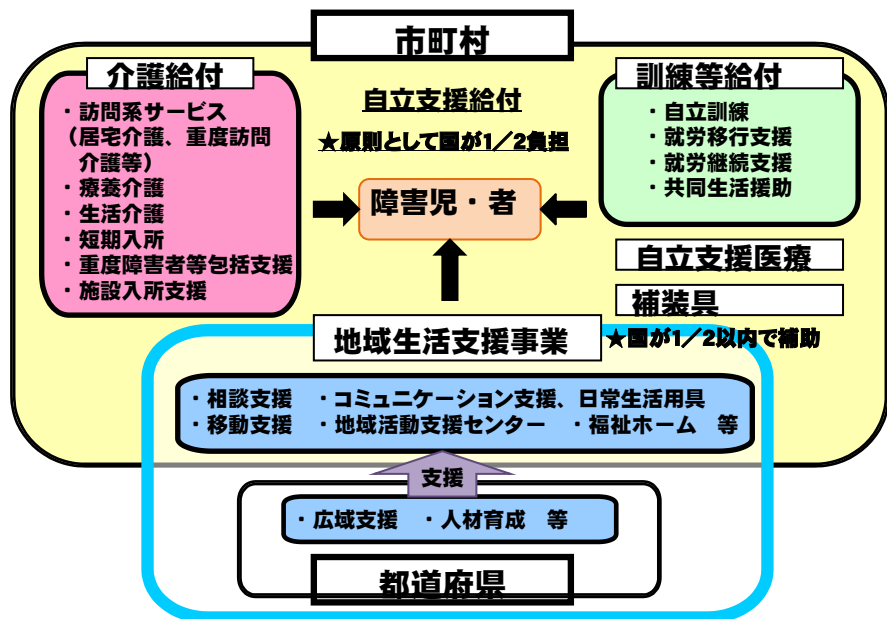 市町村
介護給付
・訪問系サービス
（居宅介護、重度訪問
介護等）
・療養介護
・生活介護
・短期入所
・重度障害者等包括支援
・施設入所支援
自立支援給付
★原則として国が1／2負担
障害児・者
訓練等給付
・自立訓練
・就労移行支援
・就労継続支援
・共同生活援助
自立支援医療
補装具
★国が1／2以内で補助
地域生活支援事業
・相談支援　・コミュニケーション支援、日常生活用具
・移動支援　・地域活動支援センター　・福祉ホーム　等
支援
・広域支援　・人材育成　等
都道府県